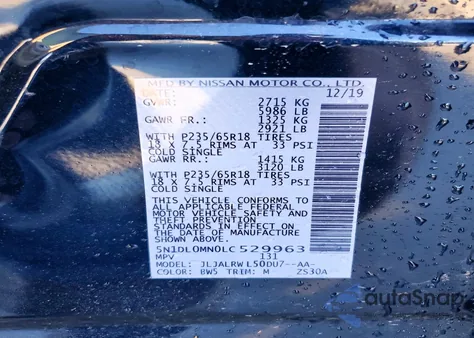 MFD BY NISSAN MOTOR CO., LTD.
DATE: 12/19
GVWR: 2715 KG
5986 LB
GAWR FR.: 1325 KG
2921 LB
WITH P235/65R18 TIRES
18 X 7.5 RIMS AT 33 PSI
COLD SINGLE
GAWR RR.: 1415 KG
3120 LB
WITH P235/65R18 TIRES
18 X 7.5 RIMS AT 33 PSI
COLD SINGLE
THIS VEHICLE CONFORMS TO
ALL APPLICABLE FEDERAL
MOTOR VEHICLE SAFETY AND
THEFT PREVENTION
STANDARDS IN EFFECT ON
THE DATE OF MANUFACTURE
SHOWN ABOVE.
5N1DL0MN0LC529963
MPV 131
MODEL: JLJALRWL50DU7--AA-
COLOR: BW5 TRIM: M ZS30A
autoSnap